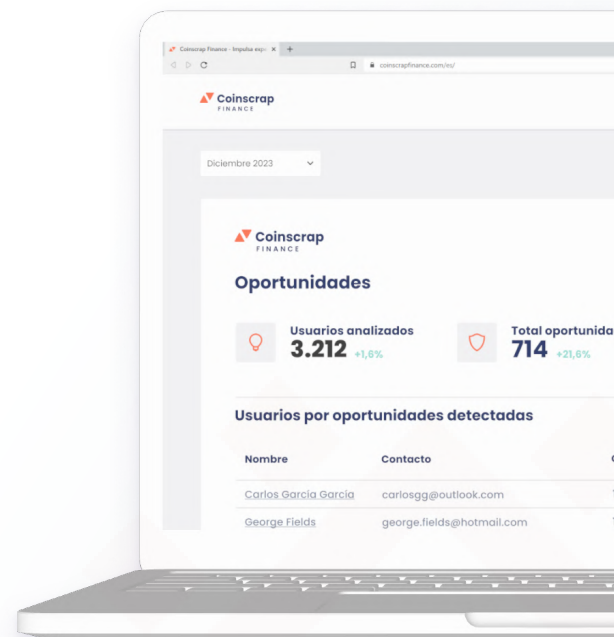 Coinscrap Finance - Impulsa expe
coinscrapfinance.com/es/
Coinscrap
FINANCE
Diciembre 2023
Coinscrap
FINANCE
Oportunidades
Usuarios analizados
3.212 +1,6%
Total oportunida
714 +21,6%
Usuarios por oportunidades detectadas
Nombre Contacto
Carlos García García carlosgg@outlook.com
George Fields george.fields@hotmail.com